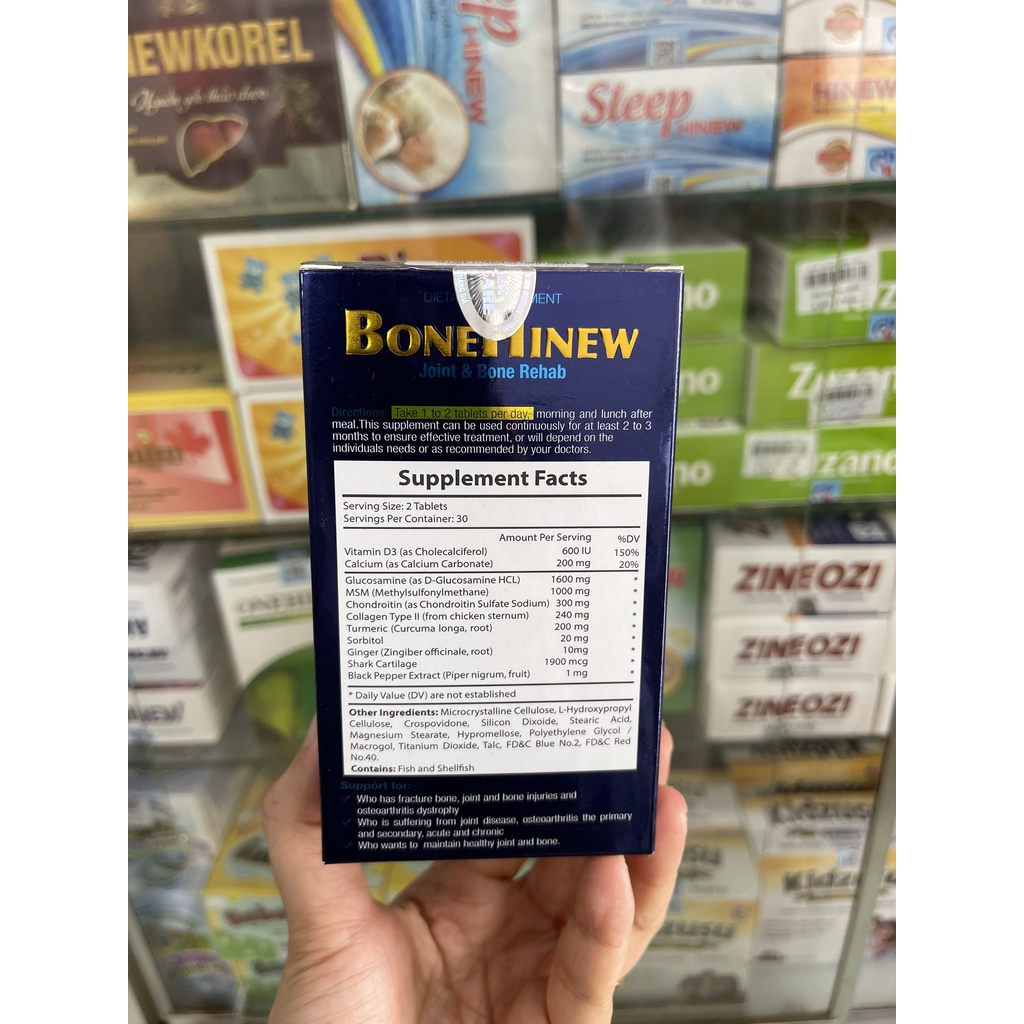 NEWKOREL
HINEW
Sleep
HINEW
HINEW
BONEHINEW
Joint & Bone Rehab
Directions: Take 1 to 2 tablets per day, morning and lunch after
meal.This supplement can be used continuously for at least 2 to 3
months to ensure effective treatment, or will depend on the
individuals needs or as recommended by your doctors.
Supplement Facts
Serving Size: 2 Tablets
Servings Per Container: 30
Amount Per Serving %DV
Vitamin D3 (as Cholecalciferol) 600 IU 150%
Calcium (as Calcium Carbonate) 200 mg 20%
Glucosamine (as D-Glucosamine HCL) 1600 mg *
MSM (Methylsulfonylmethane) 1000 mg *
Chondroitin (as Chondroitin Sulfate Sodium) 300 mg *
Collagen Type II (from chicken sternum) 240 mg *
Turmeric (Curcuma longa, root) 200 mg *
Sorbitol 20 mg *
Ginger (Zingiber officinale, root) 10mg *
Shark Cartilage 1900 mcg *
Black Pepper Extract (Piper nigrum, fruit) 1 mg *
* Daily Value (DV) are not established
Other Ingredients: Microcrystalline Cellulose, L-Hydroxypropyl
Cellulose, Crospovidone, Silicon Dixoide, Stearic Acid,
Magnesium Stearate, Hypromellose, Polyethylene Glycol /
Macrogol, Titanium Dioxide, Talc, FD&C Blue No.2, FD&C Red
No.40.
Contains: Fish and Shellfish
Support for:
Who has fracture bone, joint and bone injuries and
osteoarthritis dystrophy
Who is suffering from joint disease, osteoarthritis the primary
and secondary, acute and chronic
Who wants to maintain healthy joint and bone.
ZINEOZI
ZINEOZI
ZINEOZI